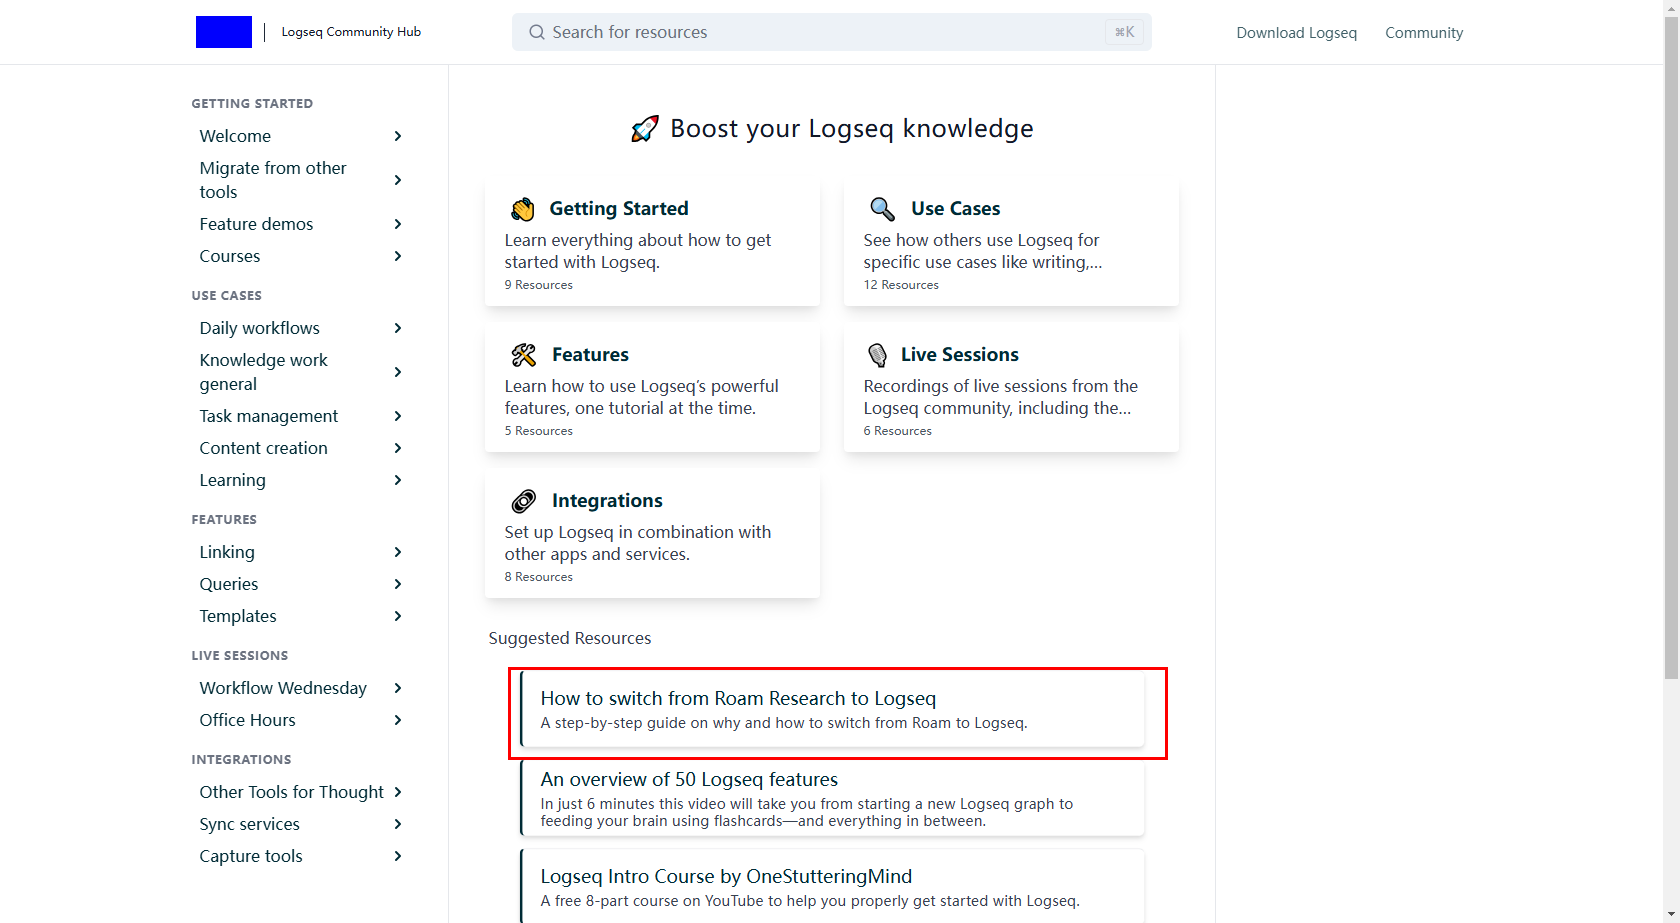 Logseq Community Hub
Search for resources
⌘K
Download Logseq
Community
GETTING STARTED
Welcome
Migrate from other
tools
Feature demos
Courses
USE CASES
Daily workflows
Knowledge work
general
Task management
Content creation
Learning
FEATURES
Linking
Queries
Templates
LIVE SESSIONS
Workflow Wednesday
Office Hours
INTEGRATIONS
Other Tools for Thought
Sync services
Capture tools
🚀 Boost your Logseq knowledge
Getting Started
Learn everything about how to get
started with Logseq.
9 Resources
Use Cases
See how others use Logseq for
specific use cases like writing,...
12 Resources
Features
Learn how to use Logseq’s powerful
features, one tutorial at the time.
5 Resources
Live Sessions
Recordings of live sessions from the
Logseq community, including the...
6 Resources
Integrations
Set up Logseq in combination with
other apps and services.
8 Resources
Suggested Resources
How to switch from Roam Research to Logseq
A step-by-step guide on why and how to switch from Roam to Logseq.
An overview of 50 Logseq features
In just 6 minutes this video will take you from starting a new Logseq graph to
feeding your brain using flashcards—and everything in between.
Logseq Intro Course by OneStutteringMind
A free 8-part course on YouTube to help you properly get started with Logseq.